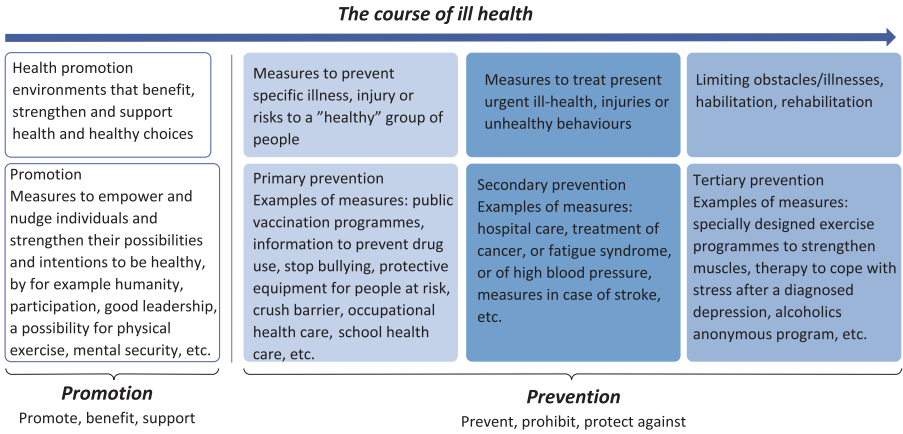 The course of ill health
Health promotion
environments that benefit,
strengthen and support
health and healthy choices
Measures to prevent
specific illness, injury or
risks to a ”healthy” group of
people
Measures to treat present
urgent ill-health, injuries or
unhealthy behaviours
Limiting obstacles/illnesses,
habilitation, rehabilitation
Promotion
Measures to empower and
nudge individuals and
strengthen their possibilities
and intentions to be healthy,
by for example humanity,
participation, good leadership,
a possibility for physical
exercise, mental security, etc.
Primary prevention
Examples of measures: public
vaccination programmes,
information to prevent drug
use, stop bullying, protective
equipment for people at risk,
crush barrier, occupational
health care, school health
care, etc.
Secondary prevention
Examples of measures:
hospital care, treatment of
cancer, or fatigue syndrome,
or of high blood pressure,
measures in case of stroke,
etc.
Tertiary prevention
Examples of measures:
specially designed exercise
programmes to strengthen
muscles, therapy to cope with
stress after a diagnosed
depression, alcoholics
anonymous program, etc.
Promotion
Promote, benefit, support
Prevention
Prevent, prohibit, protect against